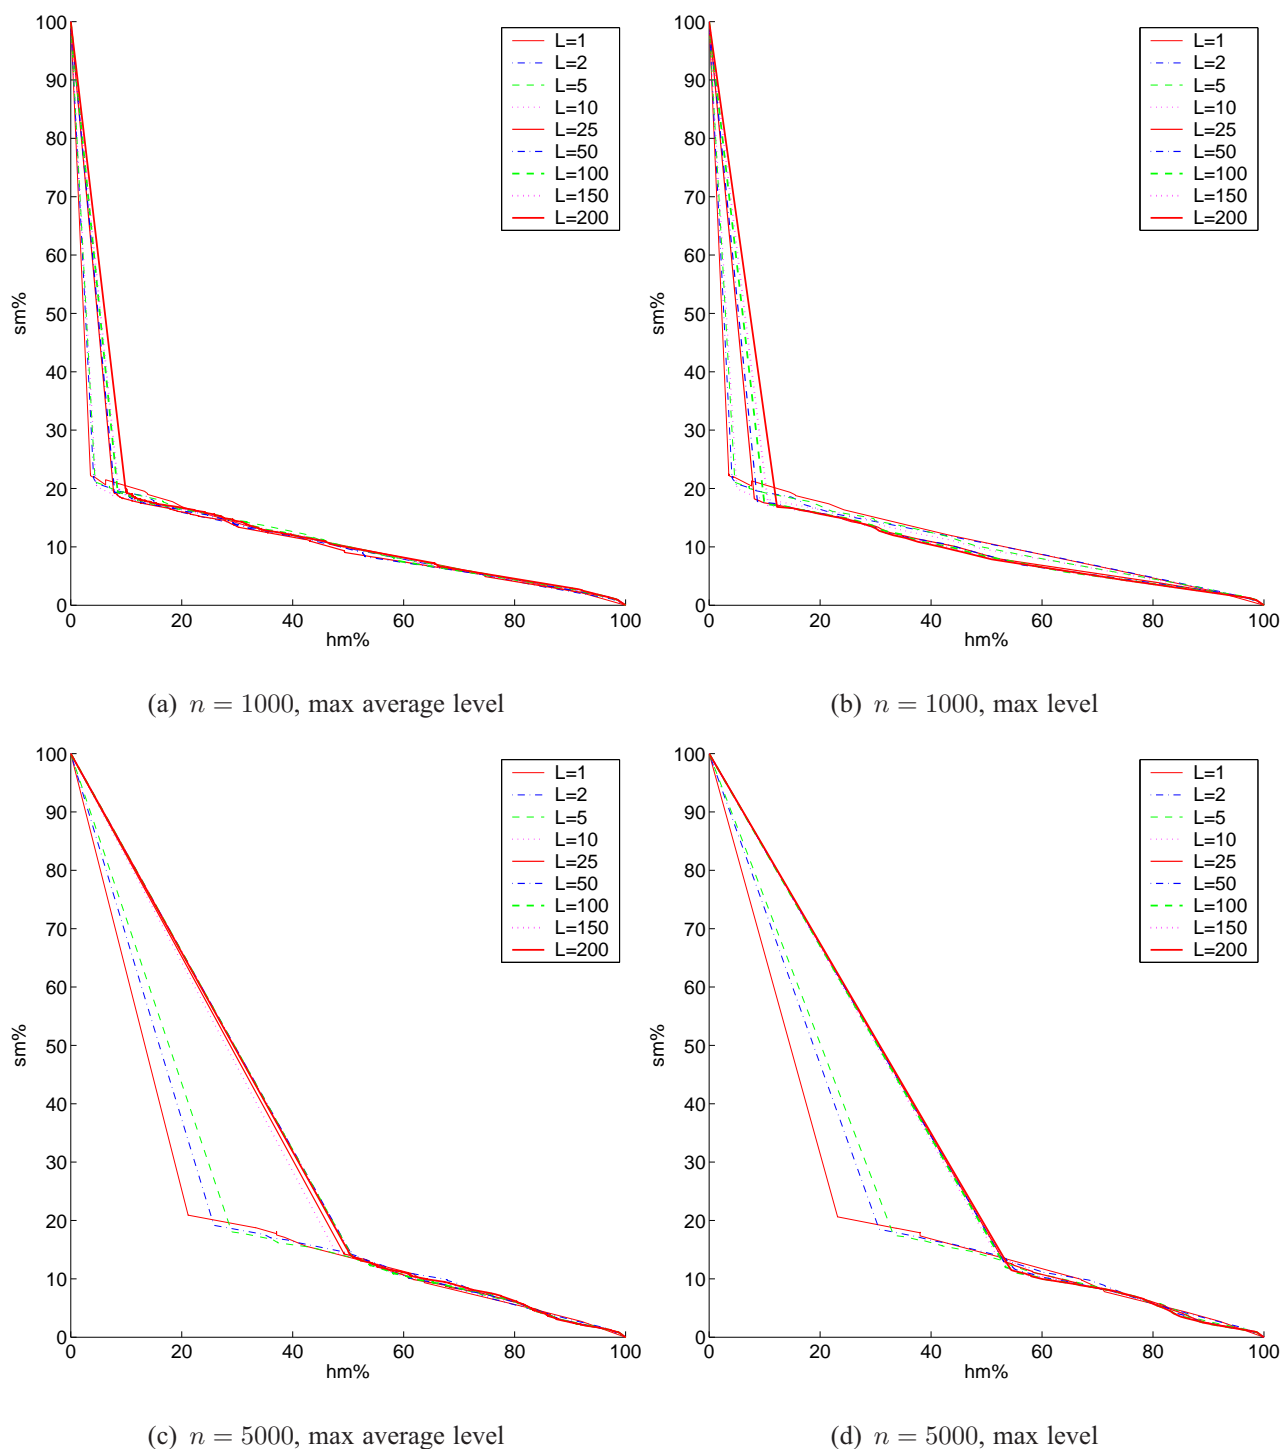 100
90
80
70
60
50
40
30
20
10
0
sm%
0 20 40 60 80 100
hm%
L=1
L=2
L=5
L=10
L=25
L=50
L=100
L=150
L=200
(a) n = 1000, max average level
100
90
80
70
60
50
40
30
20
10
0
sm%
0 20 40 60 80 100
hm%
L=1
L=2
L=5
L=10
L=25
L=50
L=100
L=150
L=200
(b) n = 1000, max level
100
90
80
70
60
50
40
30
20
10
0
sm%
0 20 40 60 80 100
hm%
L=1
L=2
L=5
L=10
L=25
L=50
L=100
L=150
L=200
(c) n = 5000, max average level
100
90
80
70
60
50
40
30
20
10
0
sm%
0 20 40 60 80 100
hm%
L=1
L=2
L=5
L=10
L=25
L=50
L=100
L=150
L=200
(d) n = 5000, max level